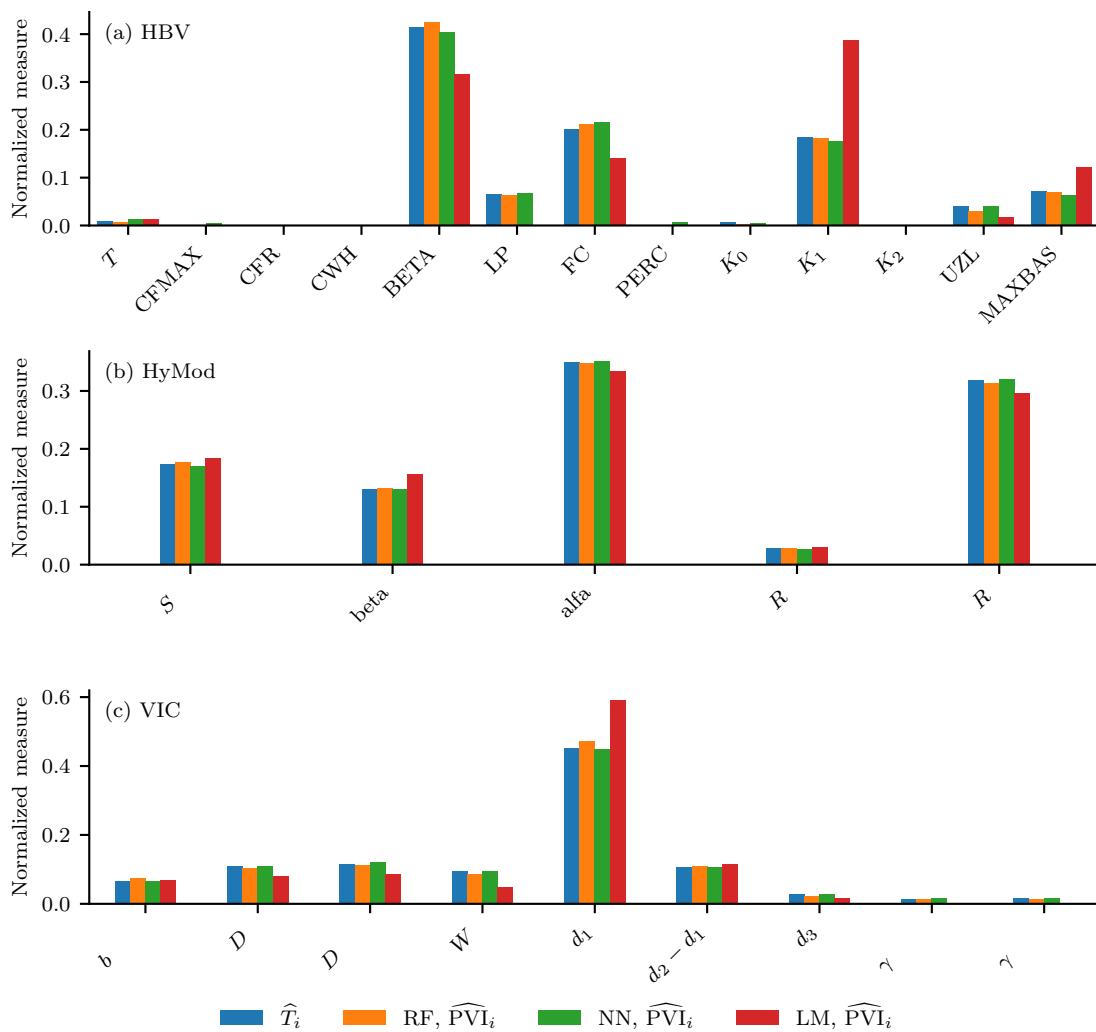 (a) HBV
Normalized measure
0.4
0.3
0.2
0.1
0.0
T CFMAX CFR CWH BETA LP FC PERC K₀ K₁ K₂ UZL MAXBAS
(b) HyMod
Normalized measure
0.3
0.2
0.1
0.0
S beta alfa R R
(c) VIC
Normalized measure
0.6
0.4
0.2
0.0
b D D W d₁ d₂ − d₁ d₃ γ γ
T̂ᵢ RF, P͡VIᵢ NN, P͡VIᵢ LM, P͡VIᵢ